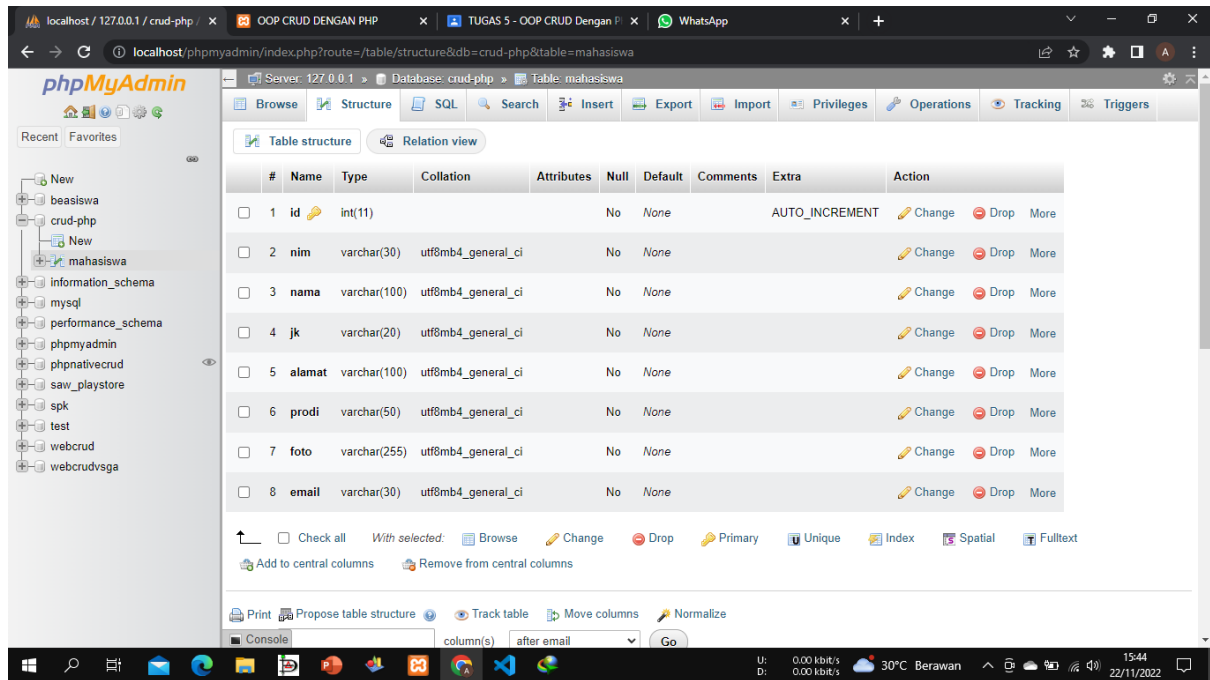 localhost / 127.0.0.1 / crud-php /
OOP CRUD DENGAN PHP
TUGAS 5 - OOP CRUD Dengan P
WhatsApp
localhost/phpmyadmin/index.php?route=/table/structure&db=crud-php&table=mahasiswa
A
phpMyAdmin
Recent Favorites
New
beasiswa
crud-php
New
mahasiswa
information_schema
mysql
performance_schema
phpmyadmin
phpnativecrud
saw_playstore
spk
test
webcrud
webcrudvsga
Server: 127.0.0.1 » Database: crud-php » Table: mahasiswa
Browse Structure SQL Search Insert Export Import Privileges Operations Tracking Triggers
Table structure Relation view
# Name Type Collation Attributes Null Default Comments Extra Action
1 id int(11) No None AUTO_INCREMENT Change Drop More
2 nim varchar(30) utf8mb4_general_ci No None Change Drop More
3 nama varchar(100) utf8mb4_general_ci No None Change Drop More
4 jk varchar(20) utf8mb4_general_ci No None Change Drop More
5 alamat varchar(100) utf8mb4_general_ci No None Change Drop More
6 prodi varchar(50) utf8mb4_general_ci No None Change Drop More
7 foto varchar(255) utf8mb4_general_ci No None Change Drop More
8 email varchar(30) utf8mb4_general_ci No None Change Drop More
Check all With selected: Browse Change Drop Primary Unique Index Spatial Fulltext
Add to central columns Remove from central columns
Print Propose table structure Track table Move columns Normalize
Console column(s) after email Go
U: 0.00 kbit/s
D: 0.00 kbit/s
30°C Berawan
15:44
22/11/2022